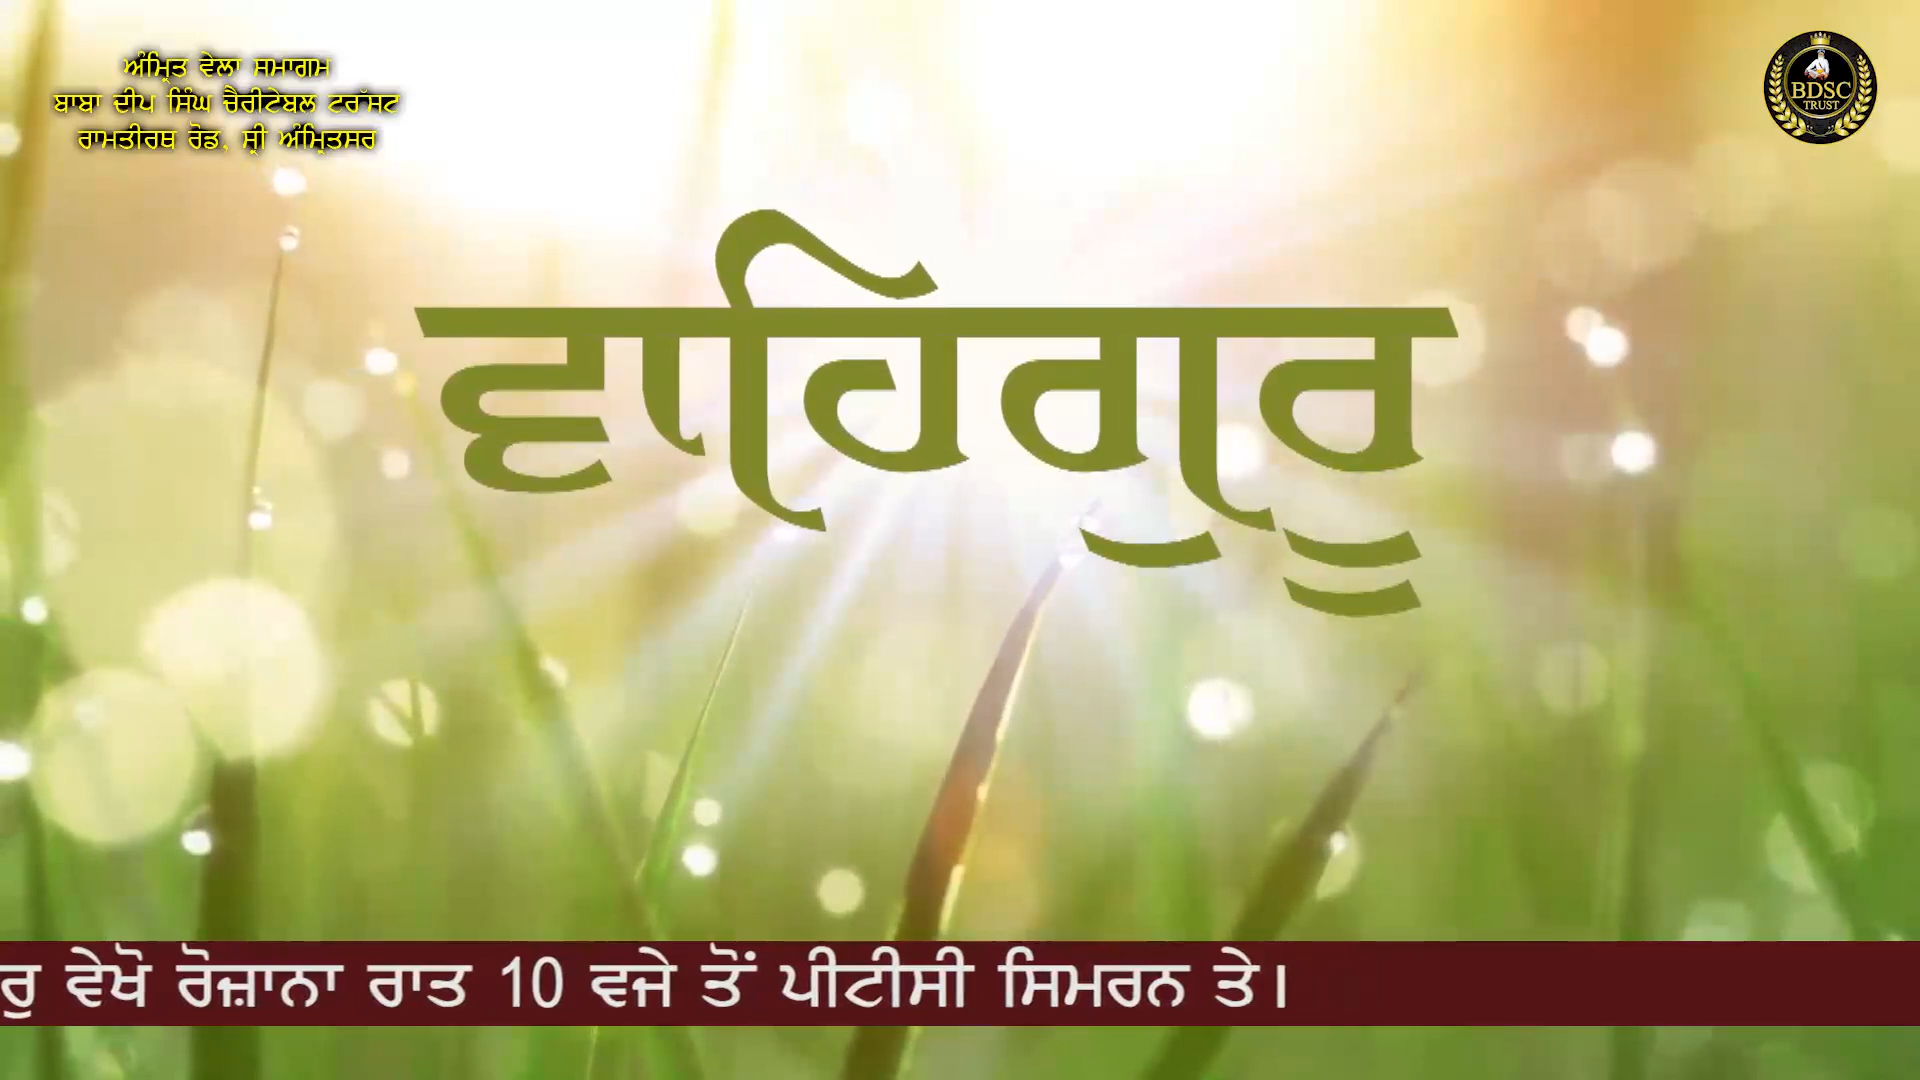 ਅੰਮ੍ਰਿਤ ਵੇਲਾ ਸਮਾਗਮ
ਬਾਬਾ ਦੀਪ ਸਿੰਘ ਚੈਰੀਟੇਬਲ ਟਰੱਸਟ
ਰਾਮਤੀਰਥ ਰੋਡ, ਸ਼੍ਰੀ ਅੰਮ੍ਰਿਤਸਰ
BDSC
TRUST
ਵਾਹਿਗੁਰੂ
ਰੁ ਵੇਖੋ ਰੋਜ਼ਾਨਾ ਰਾਤ 10 ਵਜੇ ਤੋਂ ਪੀਟੀਸੀ ਸਿਮਰਨ ਤੇ।